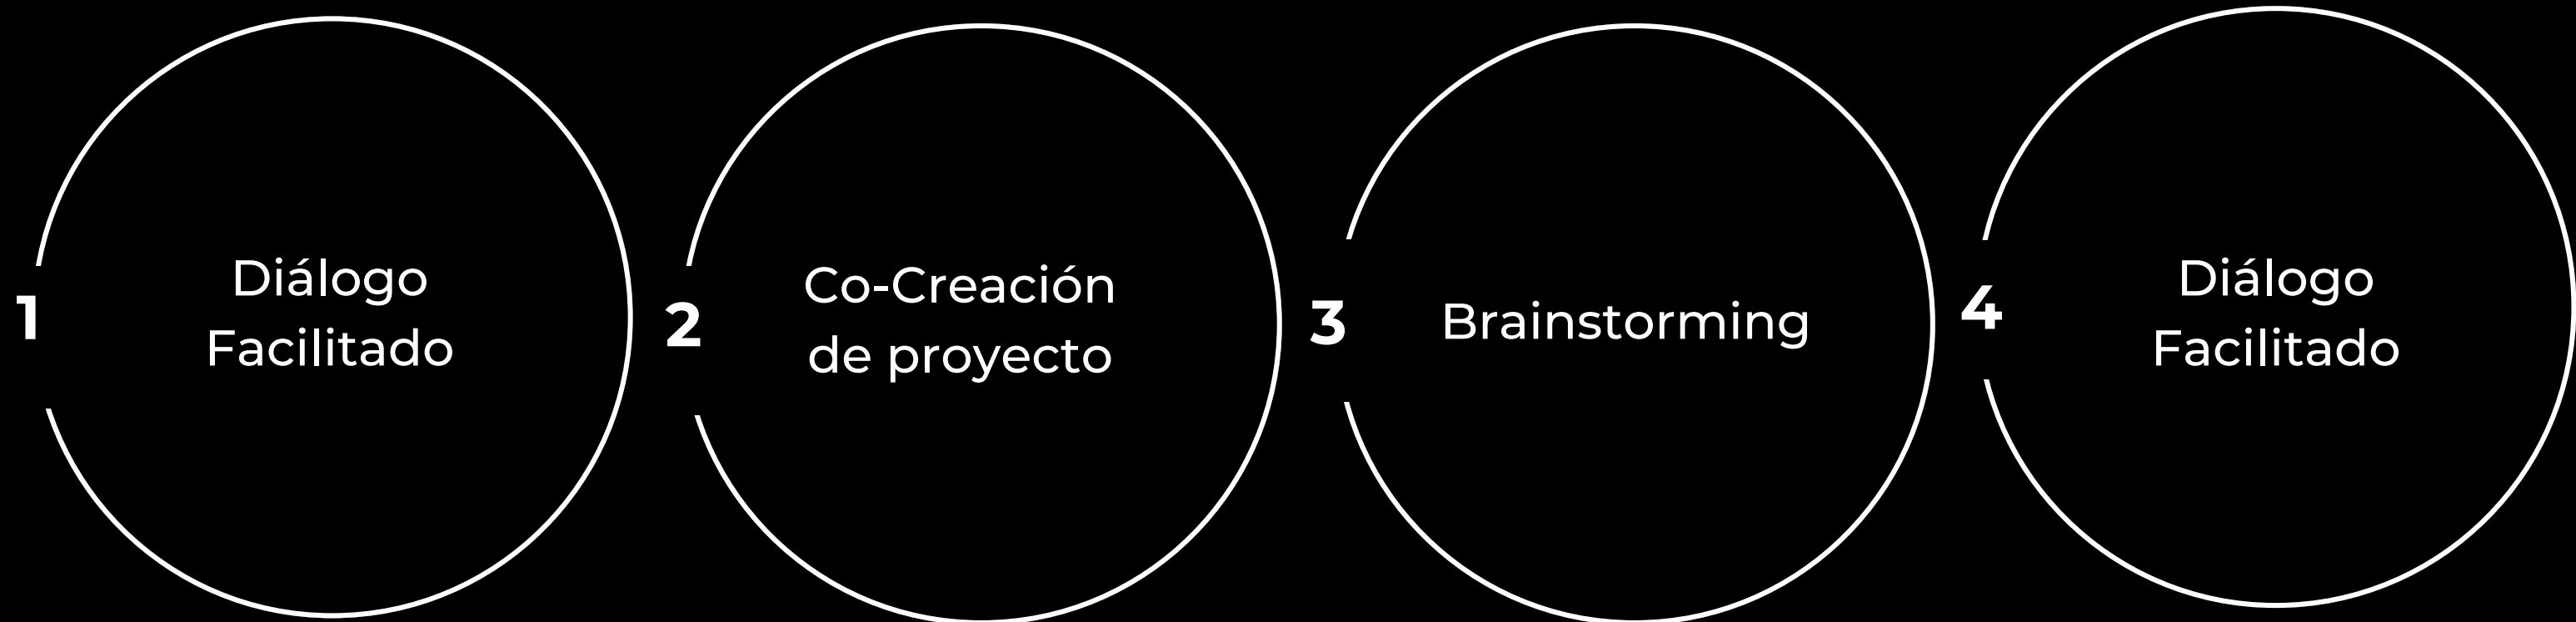 1
Diálogo
Facilitado
2
Co-Creación
de proyecto
3
Brainstorming
4
Diálogo
Facilitado